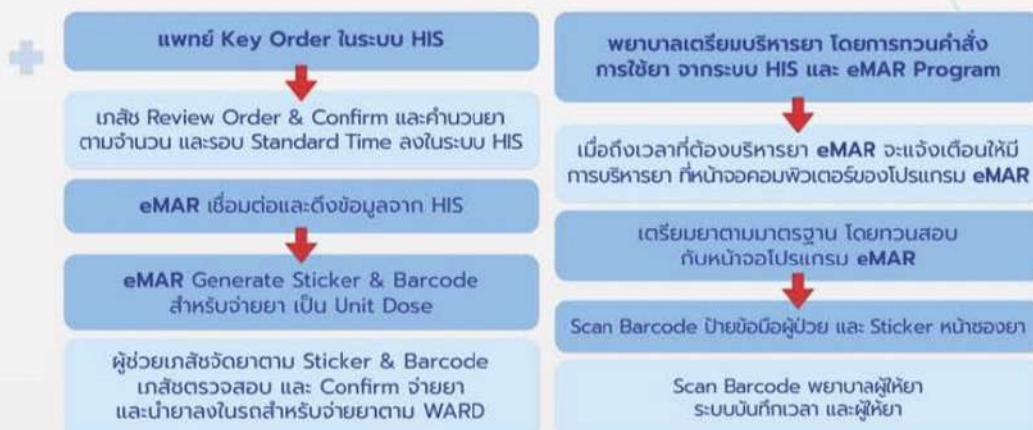 แพทย์ Key Order ในระบบ HIS
เภสัช Review Order & Confirm และคำนวนยา
ตามจำนวน และรอบ Standard Time ลงในระบบ HIS
eMAR เชื่อมต่อและดึงข้อมูลจาก HIS
eMAR Generate Sticker & Barcode
สำหรับจ่ายยา เป็น Unit Dose
ผู้ช่วยเภสัชจัดยาตาม Sticker & Barcode
เภสัชตรวจสอบ และ Confirm จ่ายยา
และนำยาลงในรถสำหรับจ่ายยาตาม WARD
พยาบาลเตรียมบริหารยา โดยการทวนคำสั่ง
การใช้ยา จากระบบ HIS และ eMAR Program
เมื่อถึงเวลาที่ต้องบริหารยา eMAR จะแจ้งเตือนให้มี
การบริหารยา ที่หน้าจอคอมพิวเตอร์ของโปรแกรม eMAR
เตรียมยาตามมาตรฐาน โดยทวนสอบ
กับหน้าจอโปรแกรม eMAR
Scan Barcode ป้ายข้อมือผู้ป่วย และ Sticker หน้าซองยา
Scan Barcode พยาบาลผู้ให้ยา
ระบบบันทึกเวลา และผู้ให้ยา